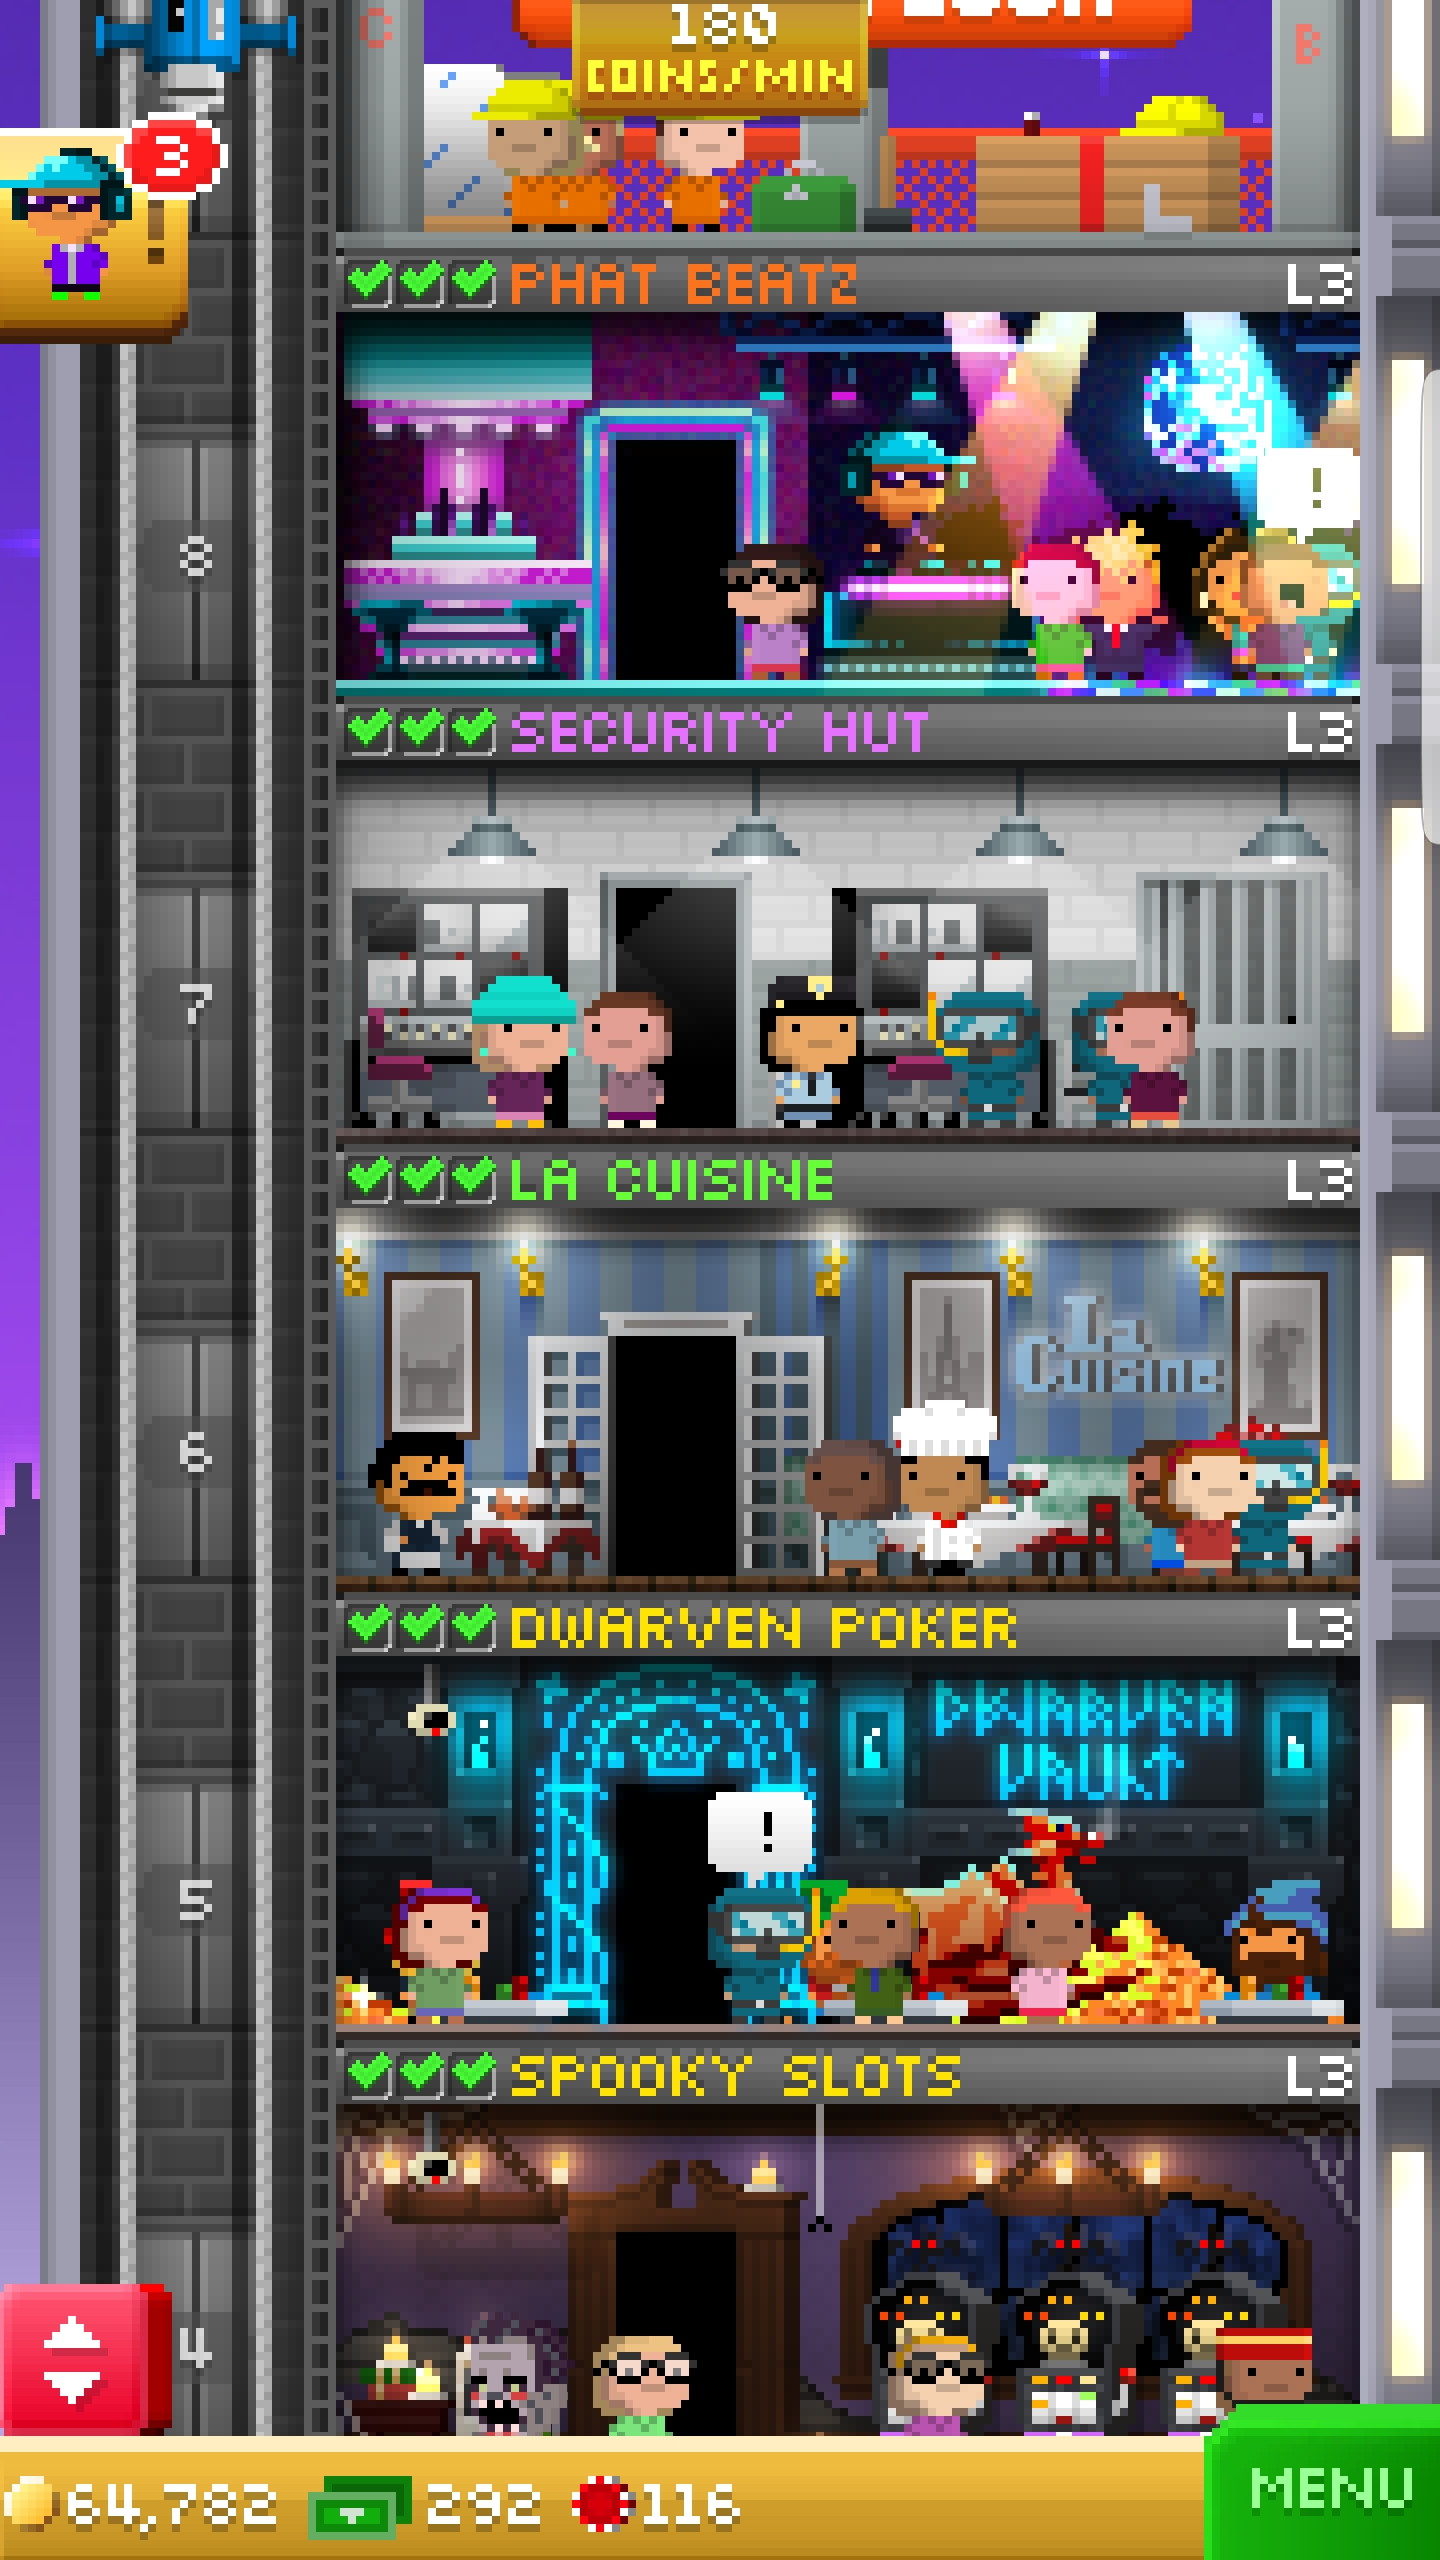 C
B
180
COINS/MIN
3
!
PHAT BEATZ
L3
!
8
SECURITY HUT
L3
7
LA CUISINE
L3
La
Cuisine
6
DWARVEN POKER
L3
DWARVEN
VAULT
!
5
SPOOKY SLOTS
L3
4
64,782
292
116
MENU